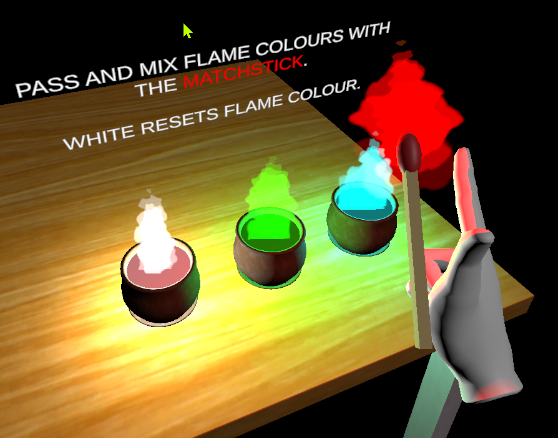 PASS AND MIX FLAME COLOURS WITH
THE MATCHSTICK.
WHITE RESETS FLAME COLOUR.